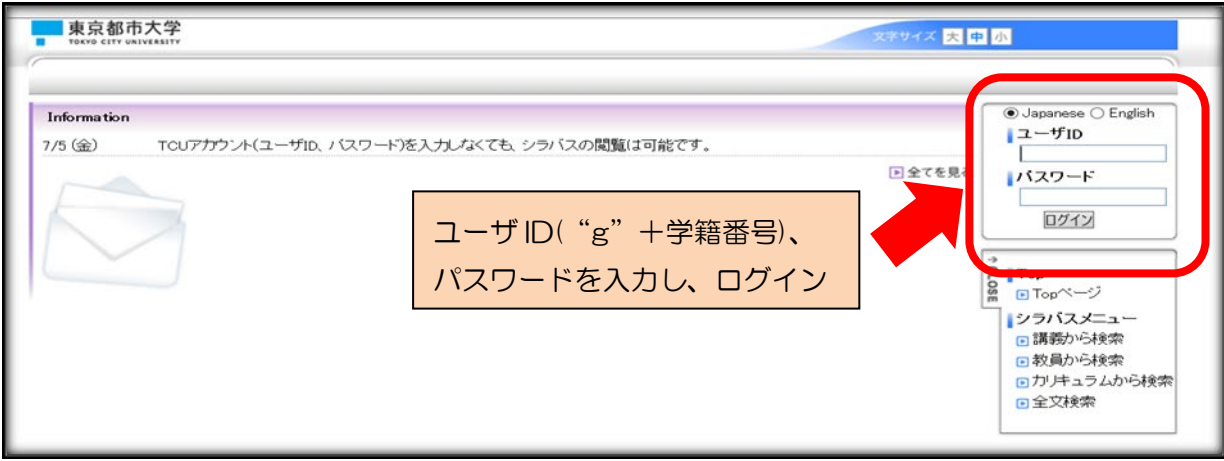 東京都市大学
TOKYO CITY UNIVERSITY
文字サイズ 大 中 小
Information
7/5 (金) TCUアカウント(ユーザID、パスワード)を入力しなくても、シラバスの閲覧は可能です。
全てを見
ユーザID(“g”+学籍番号)、
パスワードを入力し、ログイン
Japanese English
ユーザID
パスワード
ログイン
CLOSE
Top
Topページ
シラバスメニュー
講義から検索
教員から検索
カリキュラムから検索
全文検索